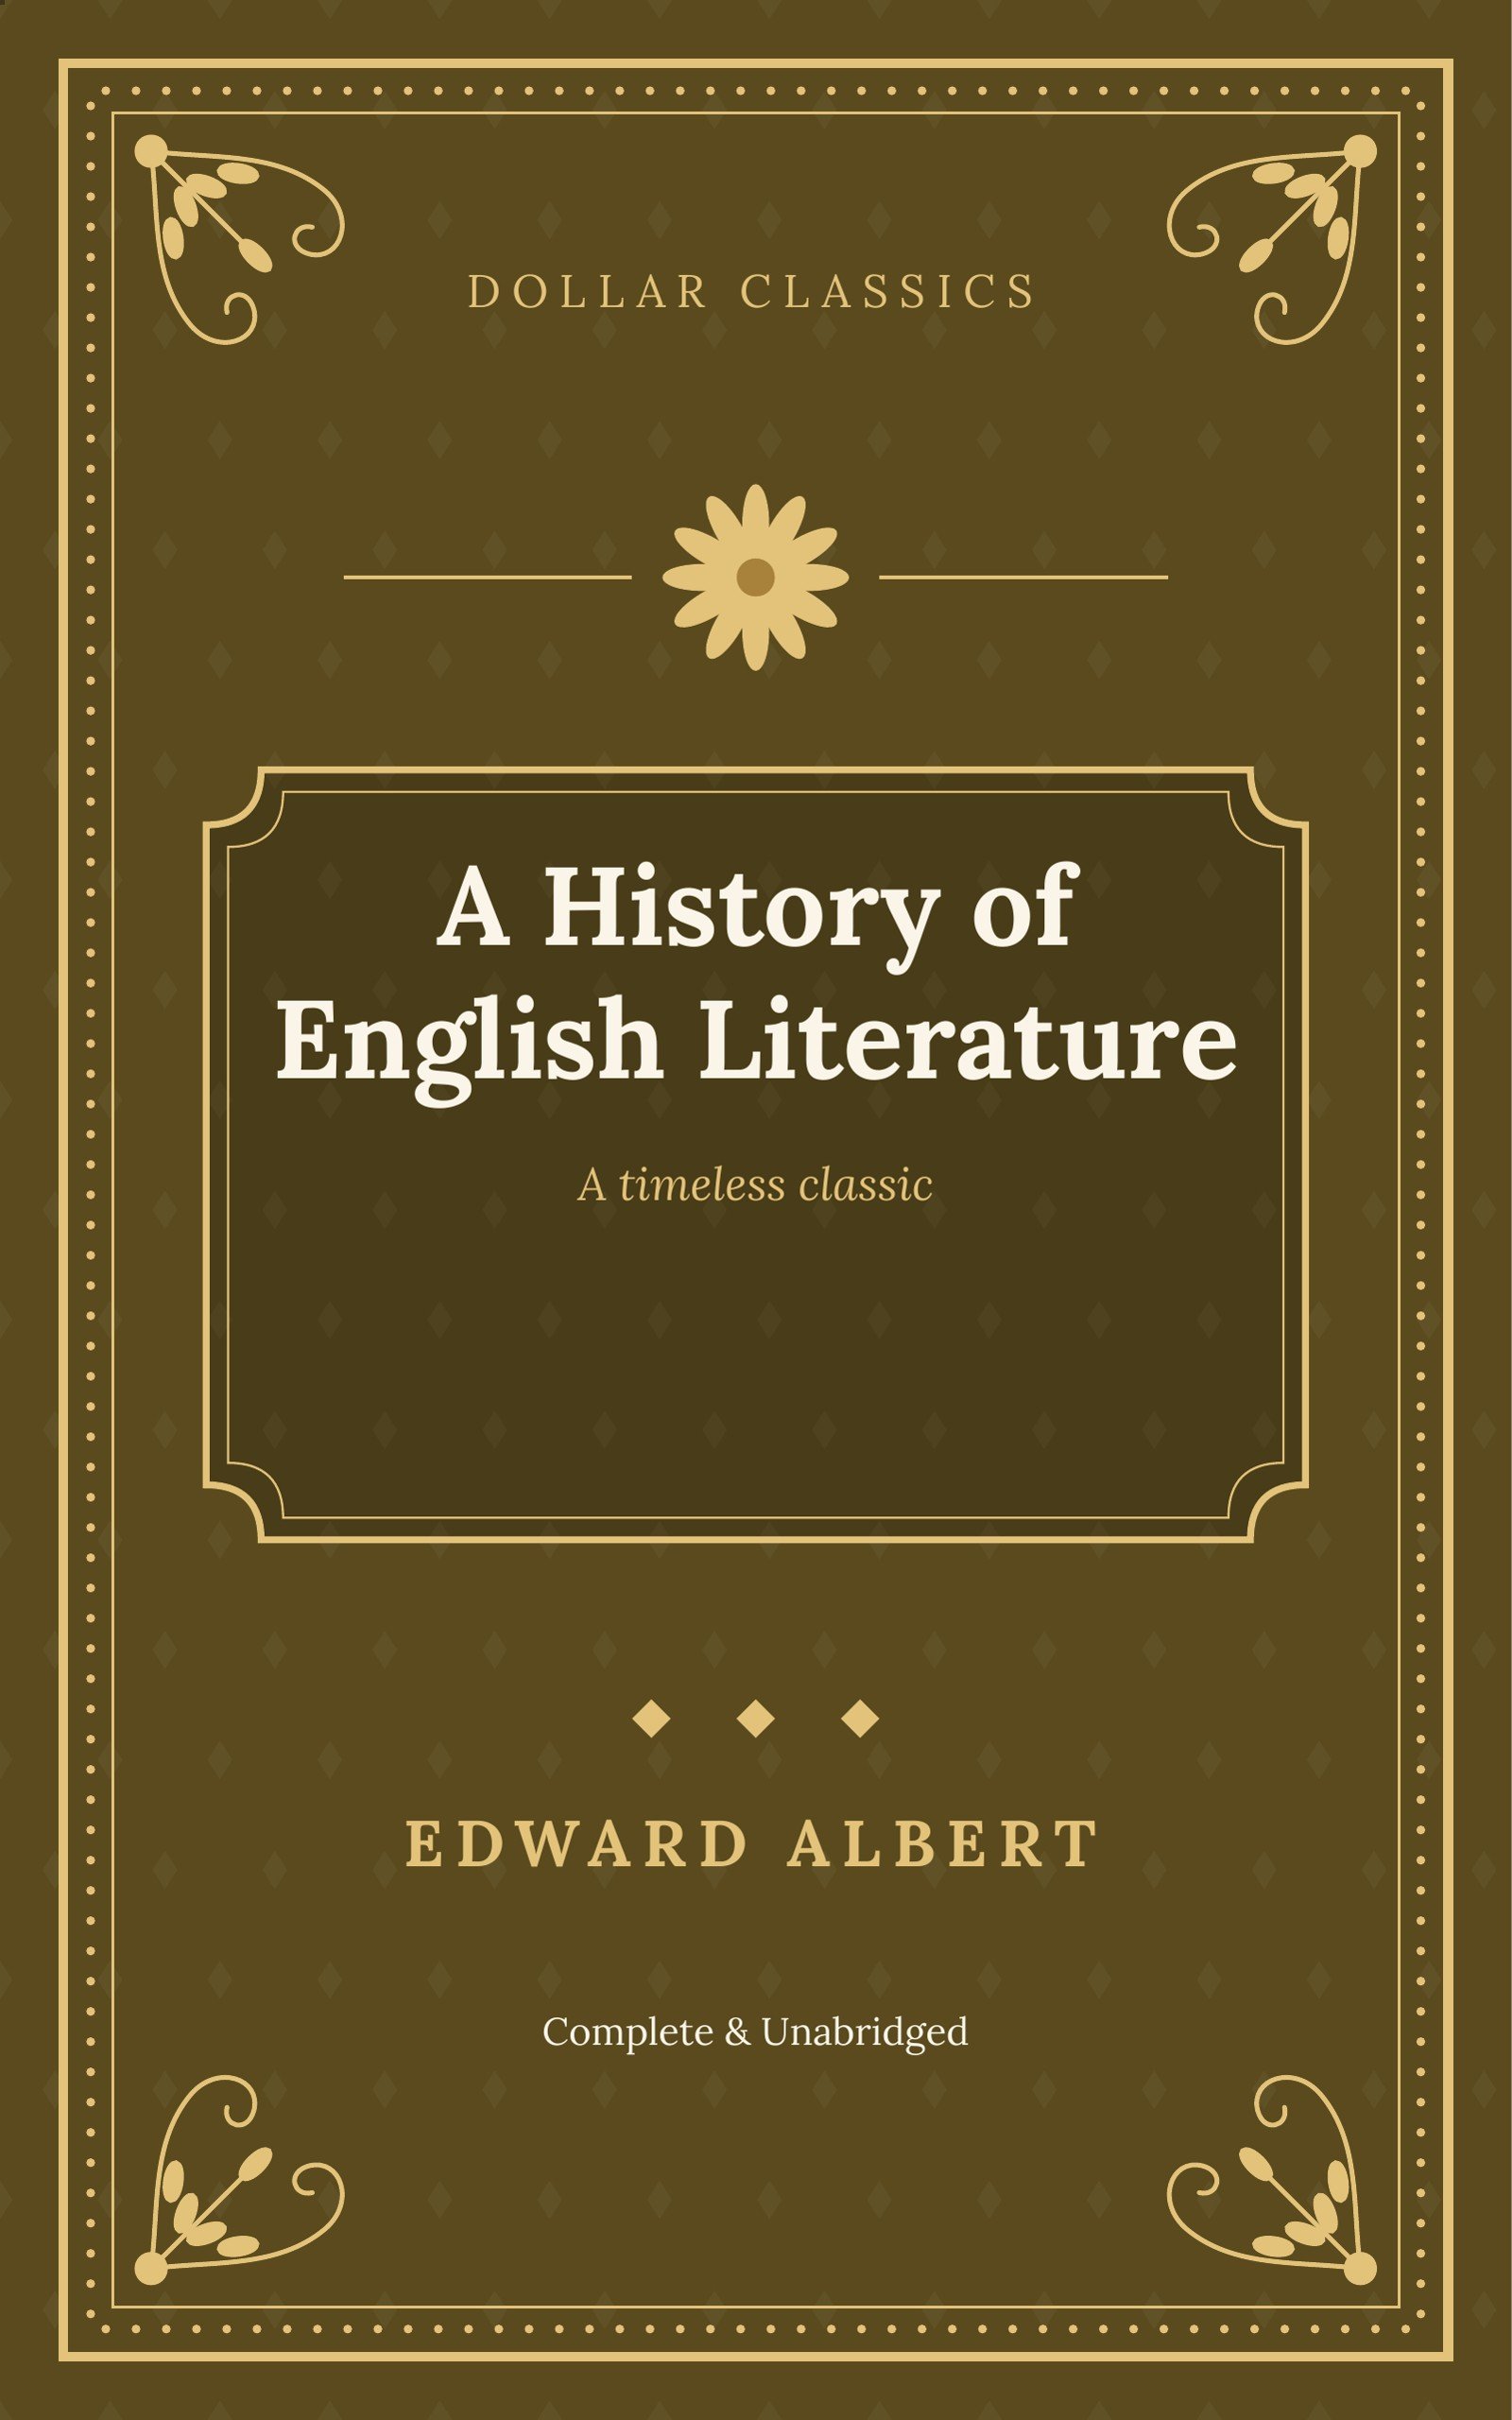 DOLLAR CLASSICS
A History of
English Literature
A timeless classic
EDWARD ALBERT
Complete & Unabridged